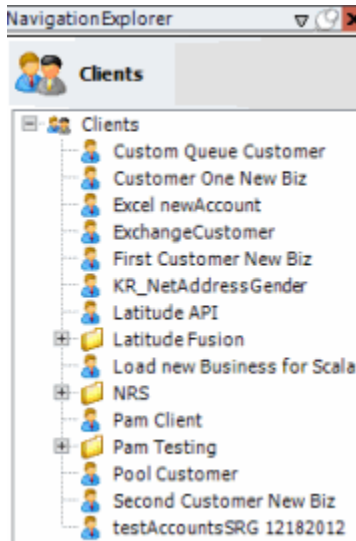 NavigationExplorer
Clients
Clients
Custom Queue Customer
Customer One New Biz
Excel newAccount
ExchangeCustomer
First Customer New Biz
KR_NetAddressGender
Latitude API
Latitude Fusion
Load new Business for Scala
NRS
Pam Client
Pam Testing
Pool Customer
Second Customer New Biz
testAccountsSRG 12182012